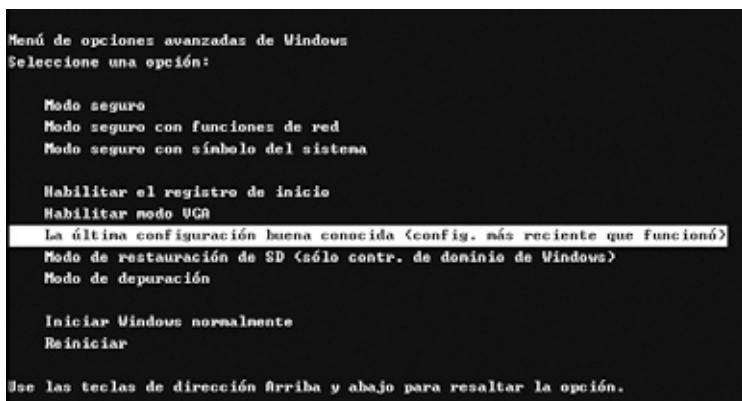 Menú de opciones avanzadas de Windows
Seleccione una opción:
Modo seguro
Modo seguro con funciones de red
Modo seguro con símbolo del sistema
Habilitar el registro de inicio
Habilitar modo VGA
La última configuración buena conocida (config. más reciente que funcionó)
Modo de restauración de SD (sólo contr. de dominio de Windows)
Modo de depuración
Iniciar Windows normalmente
Reiniciar
Use las teclas de dirección Arriba y abajo para resaltar la opción.